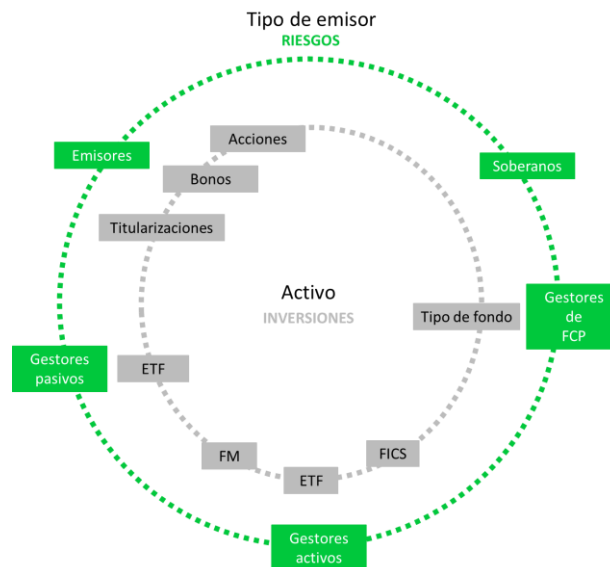 Tipo de emisor
RIESGOS
Acciones
Emisores
Soberanos
Bonos
Titularizaciones
Activo
INVERSIONES
Tipo de fondo
Gestores
de
FCP
Gestores
pasivos
ETF
FM
FICS
ETF
Gestores
activos